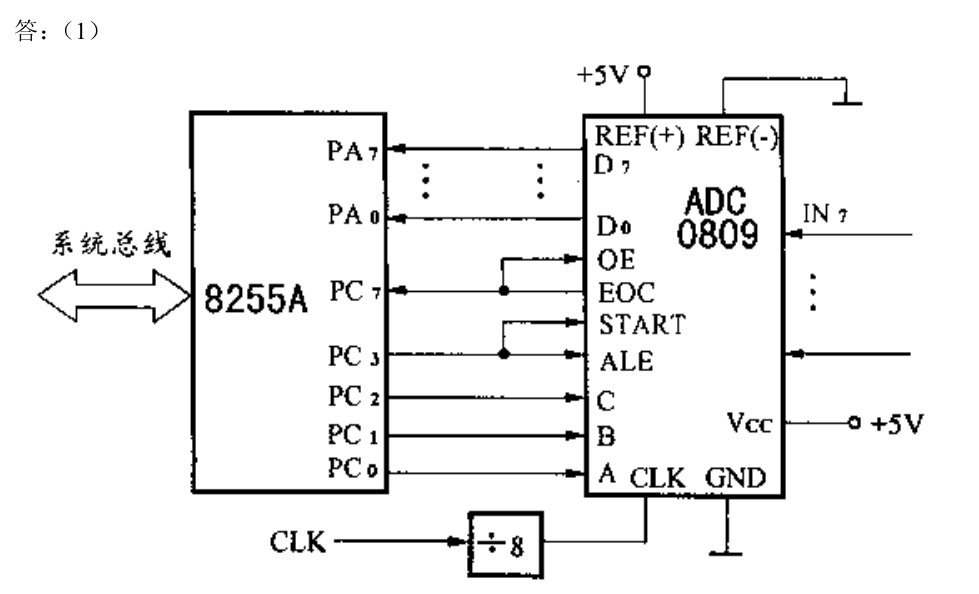 答：（1）
+5V
REF(+) REF(-)
PA7
D7
ADC
0809
PA0
D0
IN7
系统总线
OE
8255A
PC7
EOC
START
PC3
ALE
PC2
C
VCC
+5V
PC1
B
PC0
A
CLK GND
CLK
÷8